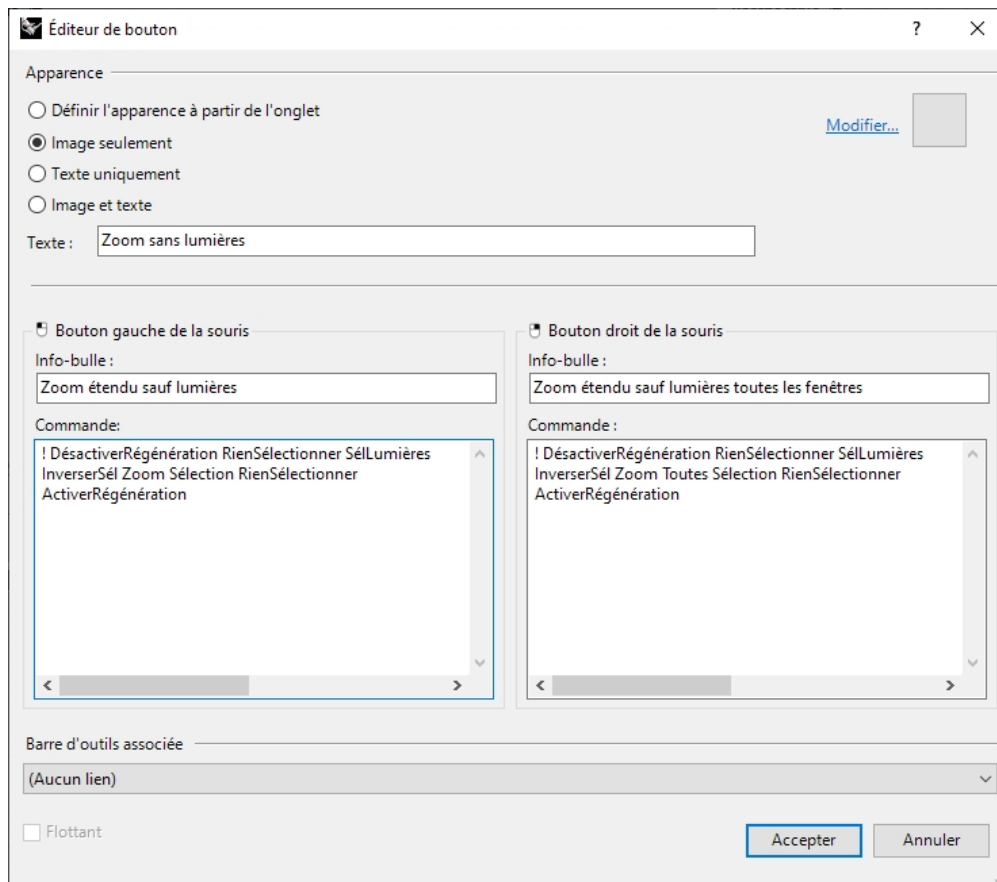 Éditeur de bouton
?
Apparence
Définir l'apparence à partir de l'onglet
Image seulement
Texte uniquement
Image et texte
Modifier...
Texte : Zoom sans lumières
Bouton gauche de la souris
Info-bulle :
Zoom étendu sauf lumières
Commande:
! DésactiverRégénération RienSélectionner SélLumières
InverserSél Zoom Sélection RienSélectionner
ActiverRégénération
Bouton droit de la souris
Info-bulle :
Zoom étendu sauf lumières toutes les fenêtres
Commande :
! DésactiverRégénération RienSélectionner SélLumières
InverserSél Zoom Toutes Sélection RienSélectionner
ActiverRégénération
Barre d'outils associée
(Aucun lien)
Flottant
Accepter
Annuler